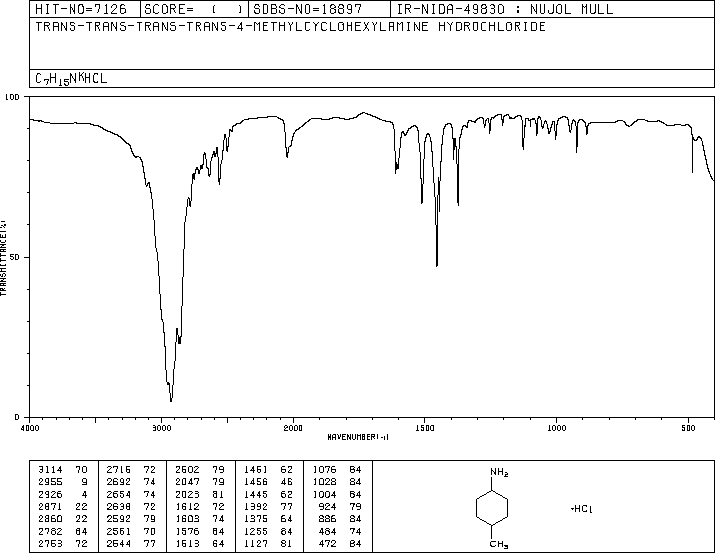 HIT-NO=7126 SCORE= ( ) SDBS-NO=18897 IR-NIDA-49830 : NUJOL MULL
TRANS-TRANS-TRANS-TRANS-4-METHYLCYCLOHEXYLAMINE HYDROCHLORIDE
C7H15NKHCL
100
50
0
TRANSMITTANCE(%)
4000 3000 2000 1500 1000 500
WAVENUMBER(-1)
3114 70 2716 72 2502 79 1461 62 1076 84
2955 9 2692 74 2047 79 1456 46 1028 84
2926 4 2654 74 2023 81 1445 62 1004 84
2871 22 2638 72 1612 72 1392 77 924 79
2860 22 2592 79 1603 74 1375 64 886 84
2782 64 2561 70 1576 84 1255 84 484 74
2763 72 2544 77 1513 64 1127 81 472 84
NH2
·HCl
CH3